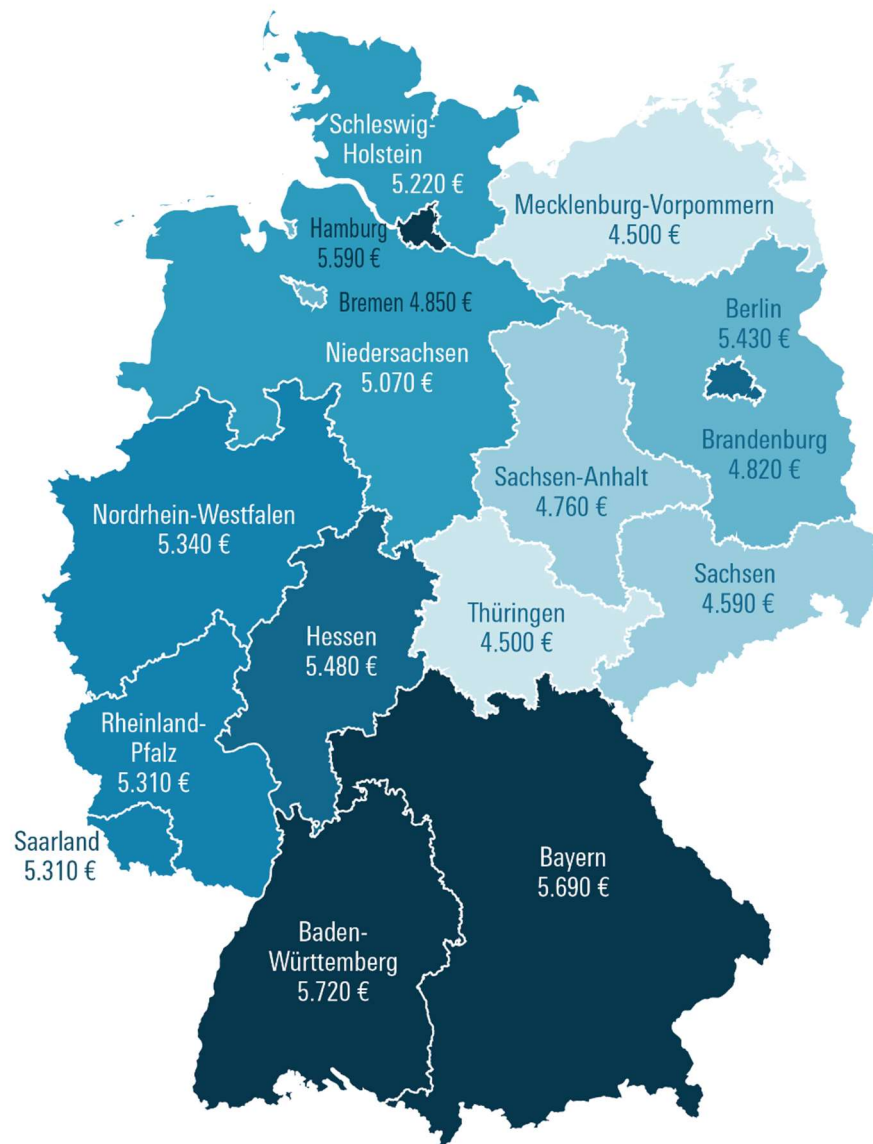 Schleswig-
Holstein
5.220 €
Mecklenburg-Vorpommern
4.500 €
Hamburg
5.590 €
Bremen 4.850 €
Berlin
5.430 €
Niedersachsen
5.070 €
Brandenburg
4.820 €
Sachsen-Anhalt
4.760 €
Nordrhein-Westfalen
5.340 €
Sachsen
4.590 €
Thüringen
4.500 €
Hessen
5.480 €
Rheinland-
Pfalz
5.310 €
Saarland
5.310 €
Bayern
5.690 €
Baden-
Württemberg
5.720 €